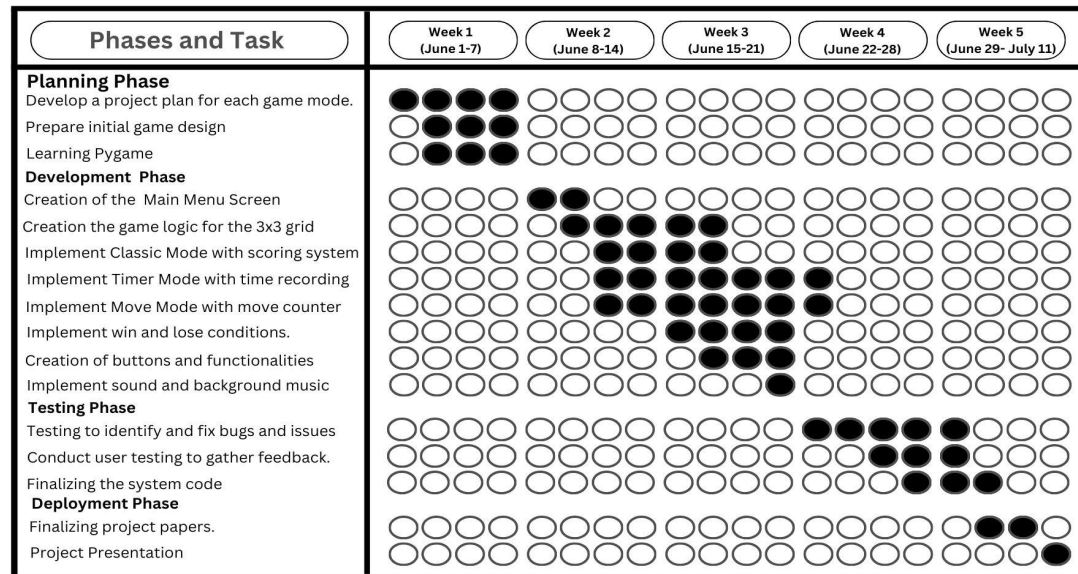 Phases and Task
Week 1
(June 1-7)
Week 2
(June 8-14)
Week 3
(June 15-21)
Week 4
(June 22-28)
Week 5
(June 29- July 11)
Planning Phase
Develop a project plan for each game mode.
Prepare initial game design
Learning Pygame
Development Phase
Creation of the Main Menu Screen
Creation the game logic for the 3x3 grid
Implement Classic Mode with scoring system
Implement Timer Mode with time recording
Implement Move Mode with move counter
Implement win and lose conditions.
Creation of buttons and functionalities
Implement sound and background music
Testing Phase
Testing to identify and fix bugs and issues
Conduct user testing to gather feedback.
Finalizing the system code
Deployment Phase
Finalizing project papers.
Project Presentation